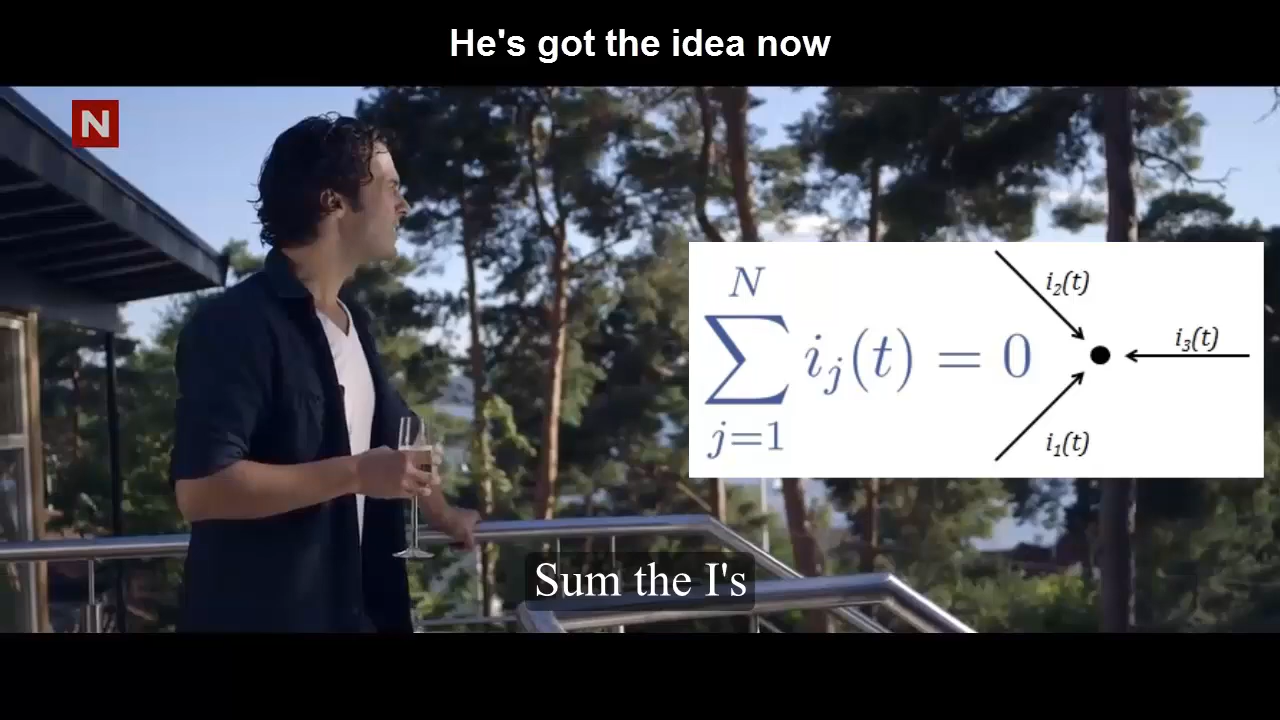 He's got the idea now
N
N
∑ i_j(t) = 0
j=1
i₂(t)
i₃(t)
i₁(t)
Sum the I's